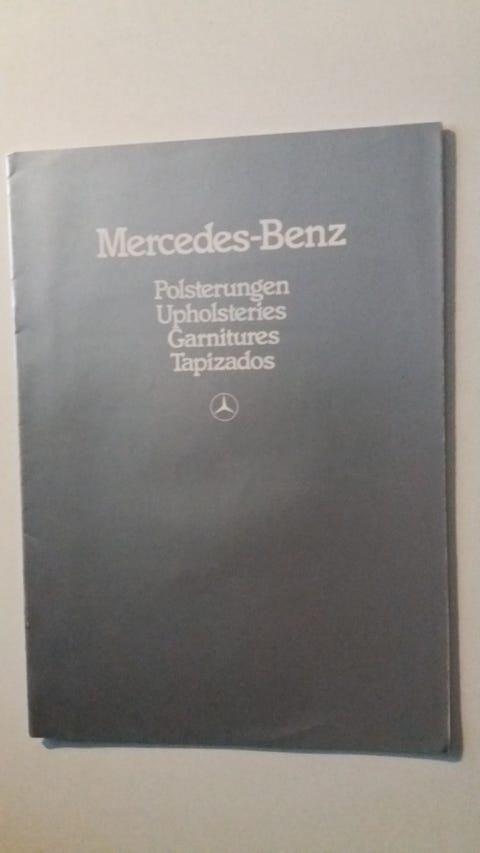 Mercedes-Benz
Polsterungen
Upholsteries
Garnitures
Tapizados